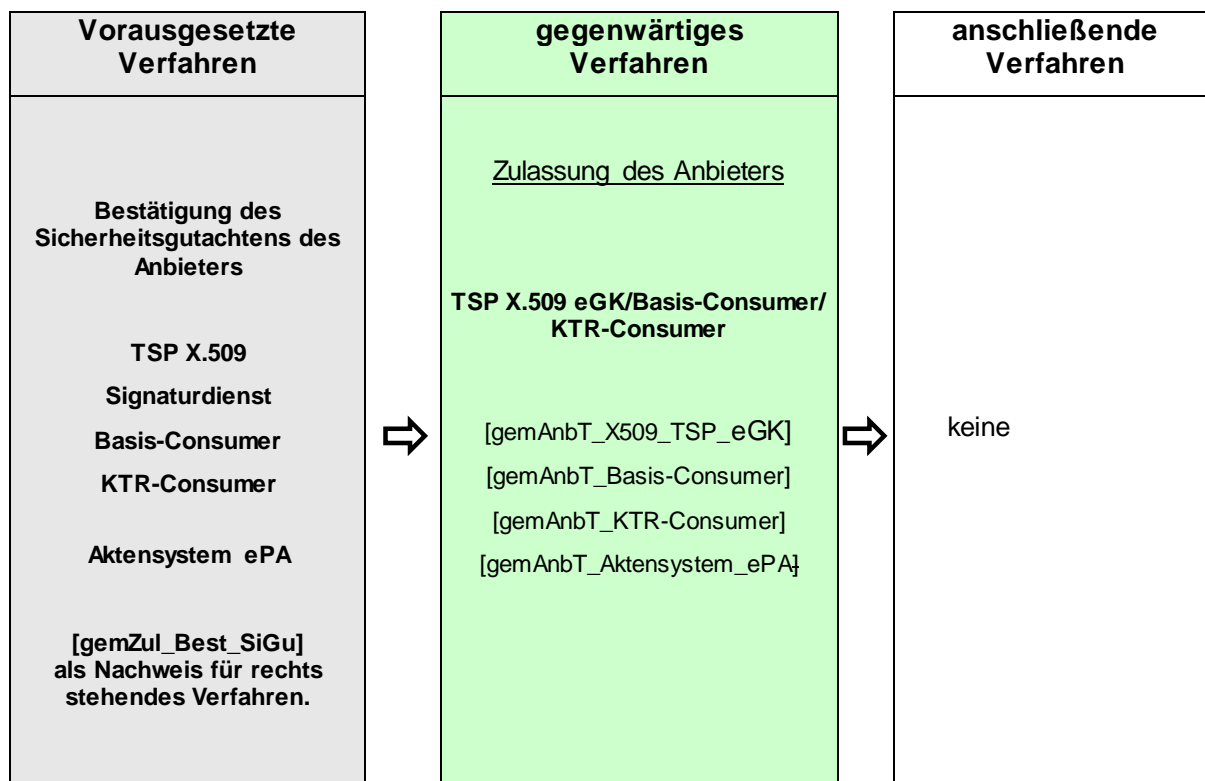 Vorausgesetzte
Verfahren
Bestätigung des
Sicherheitsgutachtens des
Anbieters
TSP X.509
Signaturdienst
Basis-Consumer
KTR-Consumer
Aktensystem ePA
[gemZul_Best_SiGu]
als Nachweis für rechts
stehendes Verfahren.
gegenwärtiges
Verfahren
Zulassung des Anbieters
TSP X.509 eGK/Basis-Consumer/
KTR-Consumer
[gemAnbT_X509_TSP_eGK]
[gemAnbT_Basis-Consumer]
[gemAnbT_KTR-Consumer]
[gemAnbT_Aktensystem_ePA]
anschließende
Verfahren
keine